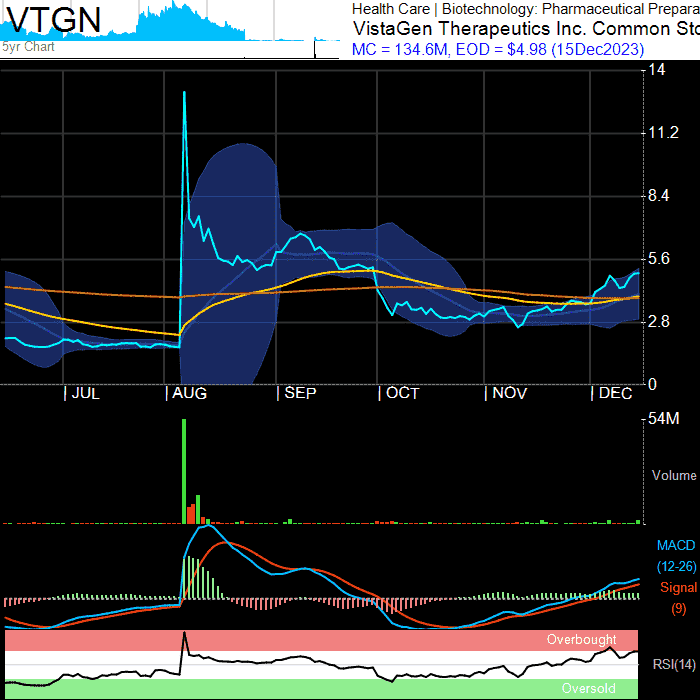 VTGN
5yr Chart
Health Care | Biotechnology: Pharmaceutical Prepara
VistaGen Therapeutics Inc. Common Sto
MC = 134.6M, EOD = $4.98 (15Dec2023)
14
11.2
8.4
5.6
2.8
0
| JUL | AUG | SEP | OCT | NOV | DEC
54M
Volume
MACD
(12-26)
Signal
(9)
Overbought
RSI(14)
Oversold